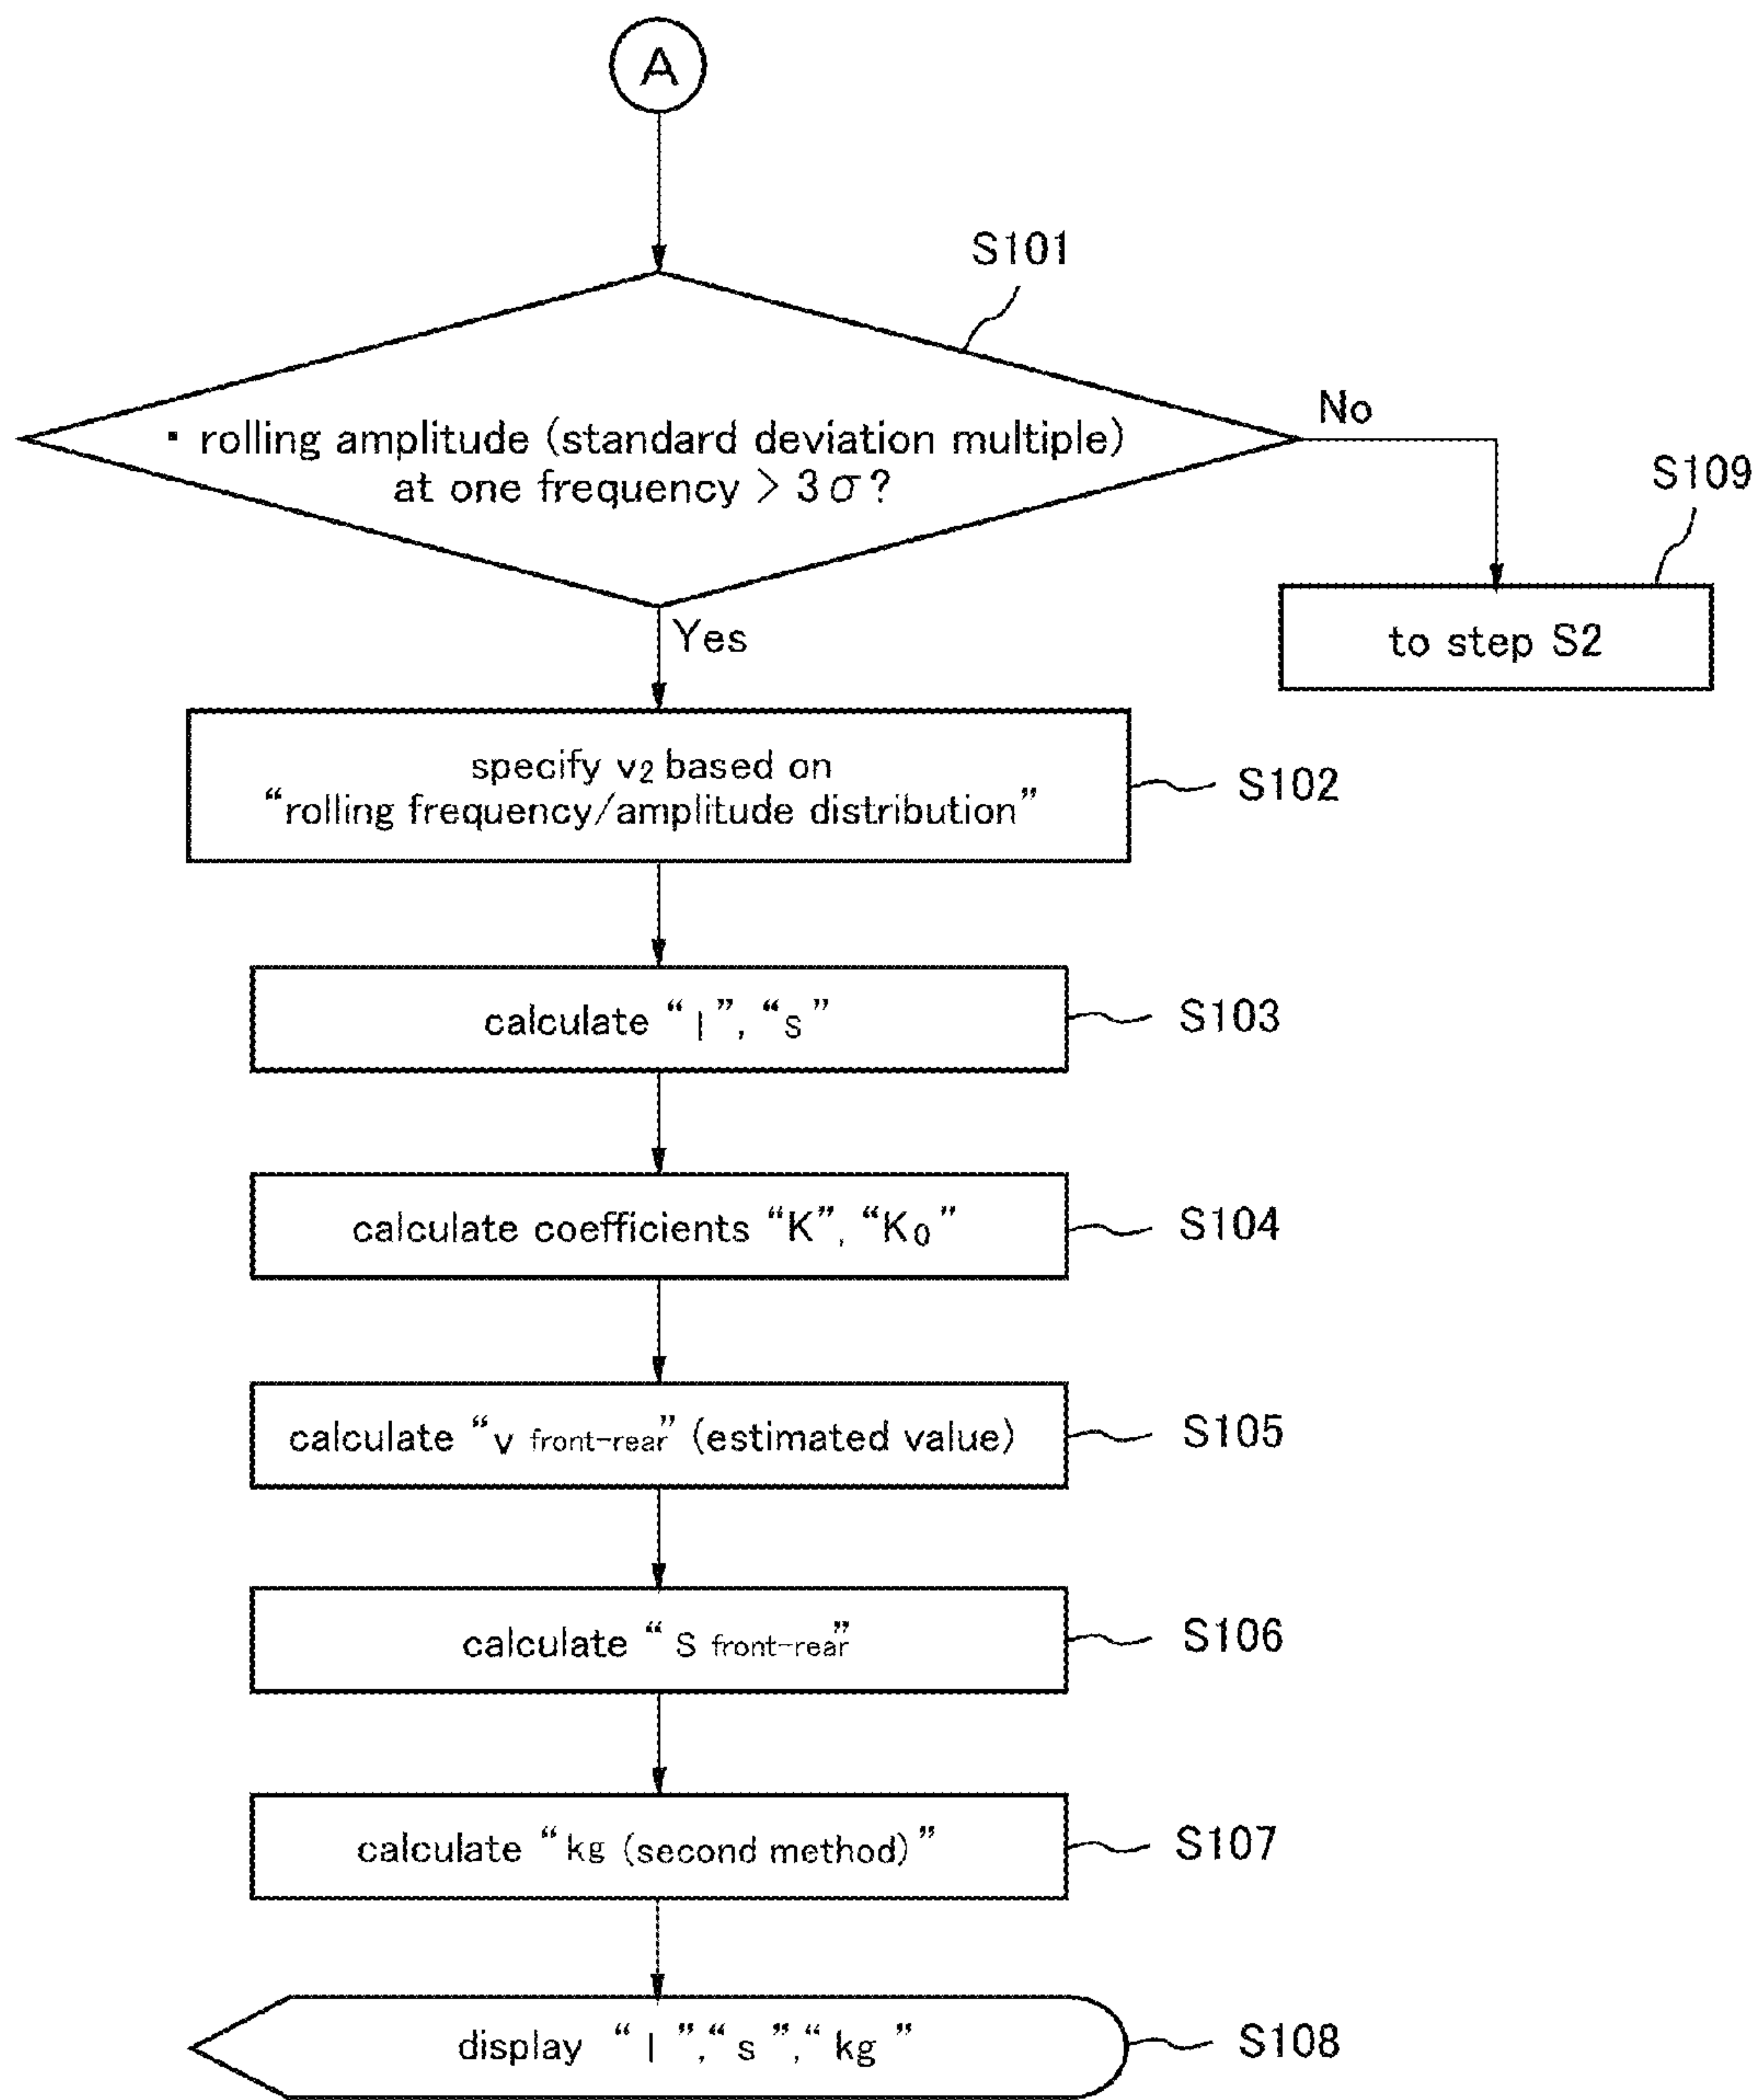 A
S101
▪ rolling amplitude (standard deviation multiple)
at one frequency > 3σ?
No
S109
to step S2
Yes
specify v₂ based on
“rolling frequency/amplitude distribution”
S102
calculate “l”, “s”
S103
calculate coefficients “K”, “K₀”
S104
calculate “v front-rear” (estimated value)
S105
calculate “s front-rear”
S106
calculate “kg (second method)”
S107
display “l”,“s”,“kg”
S108